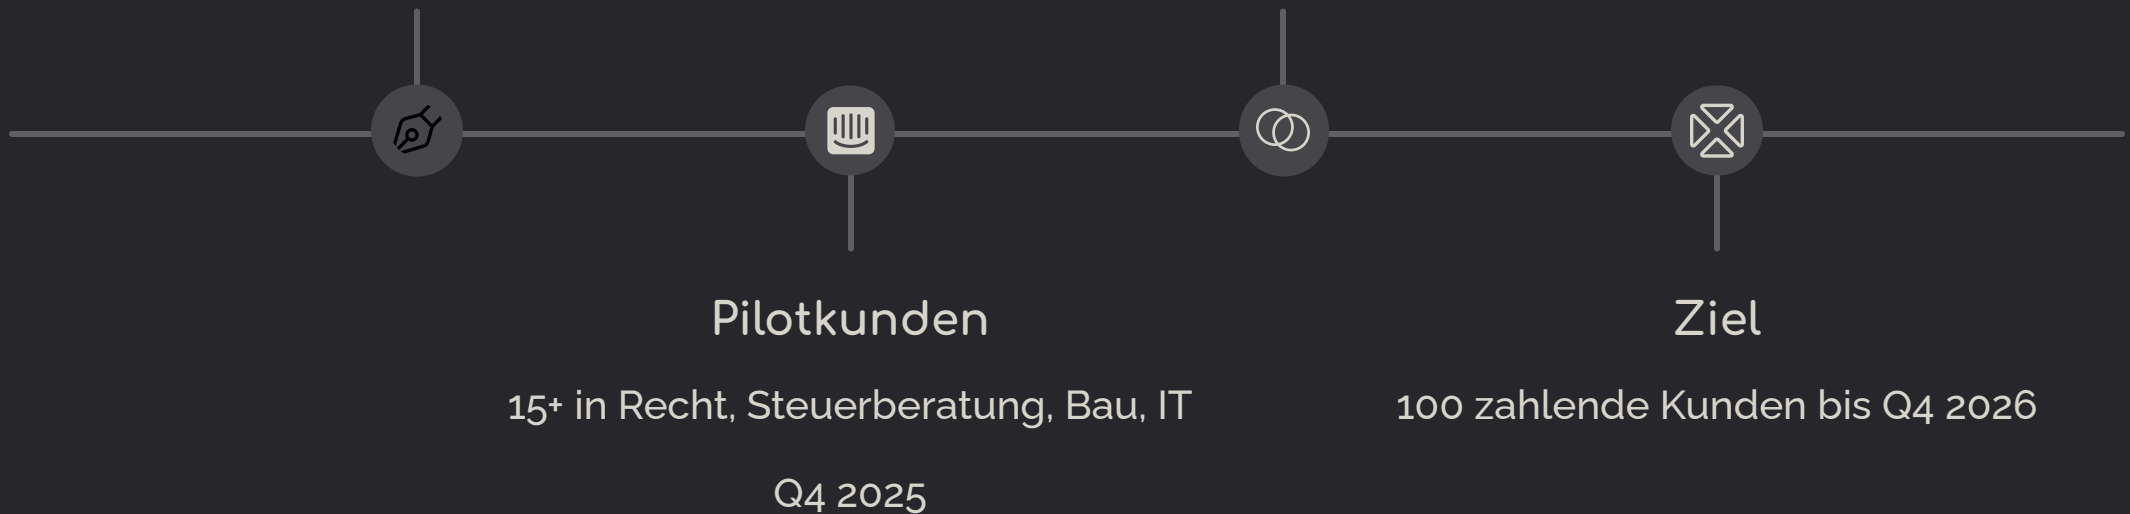 Pilotkunden
15+ in Recht, Steuerberatung, Bau, IT
Q4 2025
Ziel
100 zahlende Kunden bis Q4 2026